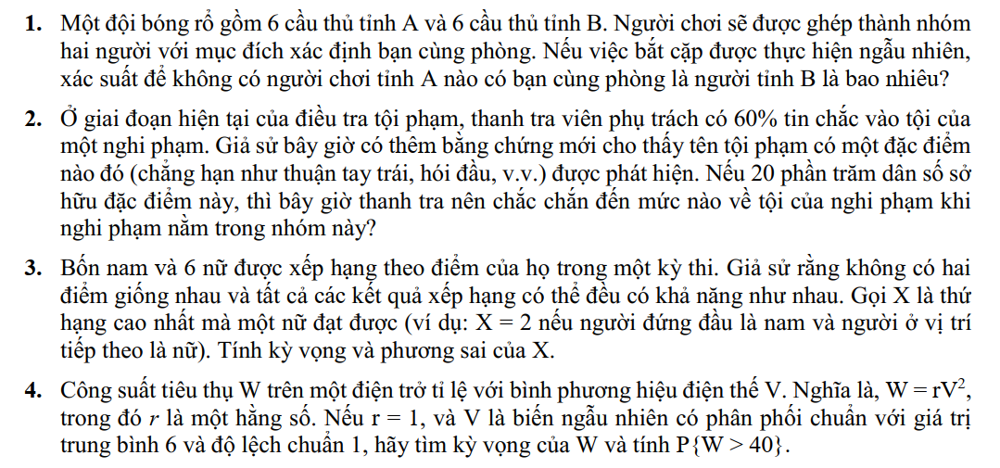 1. Một đội bóng rổ gồm 6 cầu thủ tỉnh A và 6 cầu thủ tỉnh B. Người chơi sẽ được ghép thành nhóm
hai người với mục đích xác định bạn cùng phòng. Nếu việc bắt cặp được thực hiện ngẫu nhiên,
xác suất để không có người chơi tỉnh A nào có bạn cùng phòng là người tỉnh B là bao nhiêu?
2. Ở giai đoạn hiện tại của điều tra tội phạm, thanh tra viên phụ trách có 60% tin chắc vào tội của
một nghi phạm. Giả sử bây giờ có thêm bằng chứng mới cho thấy tên tội phạm có một đặc điểm
nào đó (chẳng hạn như thuận tay trái, hói đầu, v.v.) được phát hiện. Nếu 20 phần trăm dân số sở
hữu đặc điểm này, thì bây giờ thanh tra nên chắc chắn đến mức nào về tội của nghi phạm khi
nghi phạm nằm trong nhóm này?
3. Bốn nam và 6 nữ được xếp hạng theo điểm của họ trong một kỳ thi. Giả sử rằng không có hai
điểm giống nhau và tất cả các kết quả xếp hạng có thể đều có khả năng như nhau. Gọi X là thứ
hạng cao nhất mà một nữ đạt được (ví dụ: X = 2 nếu người đứng đầu là nam và người ở vị trí
tiếp theo là nữ). Tính kỳ vọng và phương sai của X.
4. Công suất tiêu thụ W trên một điện trở tỉ lệ với bình phương hiệu điện thế V. Nghĩa là, W = rV²,
trong đó r là một hằng số. Nếu r = 1, và V là biến ngẫu nhiên có phân phối chuẩn với giá trị
trung bình 6 và độ lệch chuẩn 1, hãy tìm kỳ vọng của W và tính P{W > 40}.